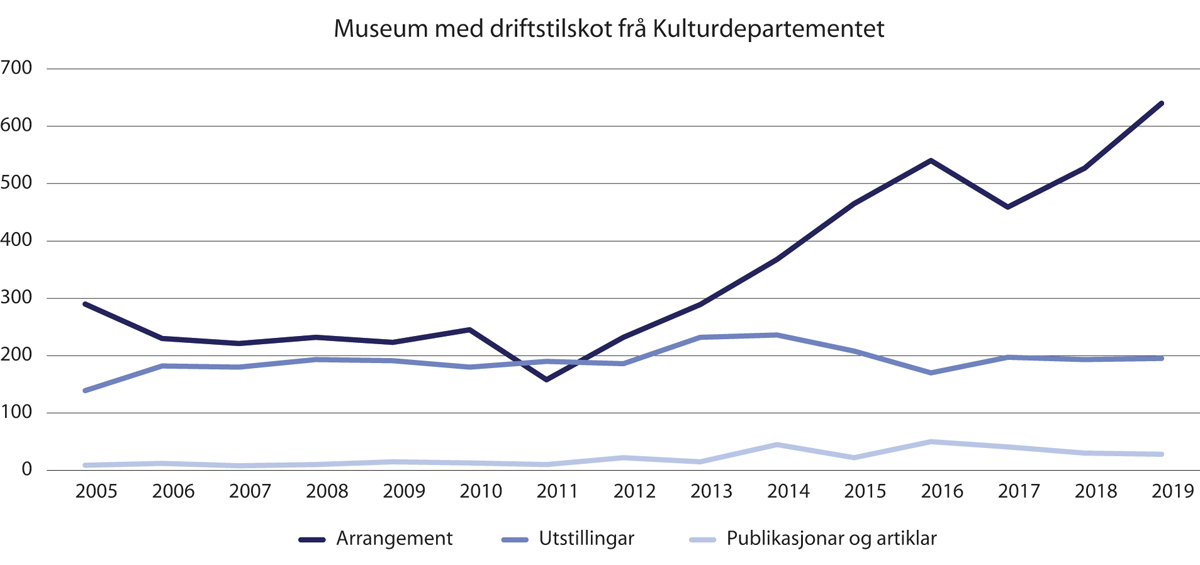 Museum med driftstilskot frå Kulturdepartementet
700
600
500
400
300
200
100
0
2005 2006 2007 2008 2009 2010 2011 2012 2013 2014 2015 2016 2017 2018 2019
Arrangement Utstillingar Publikasjonar og artiklar